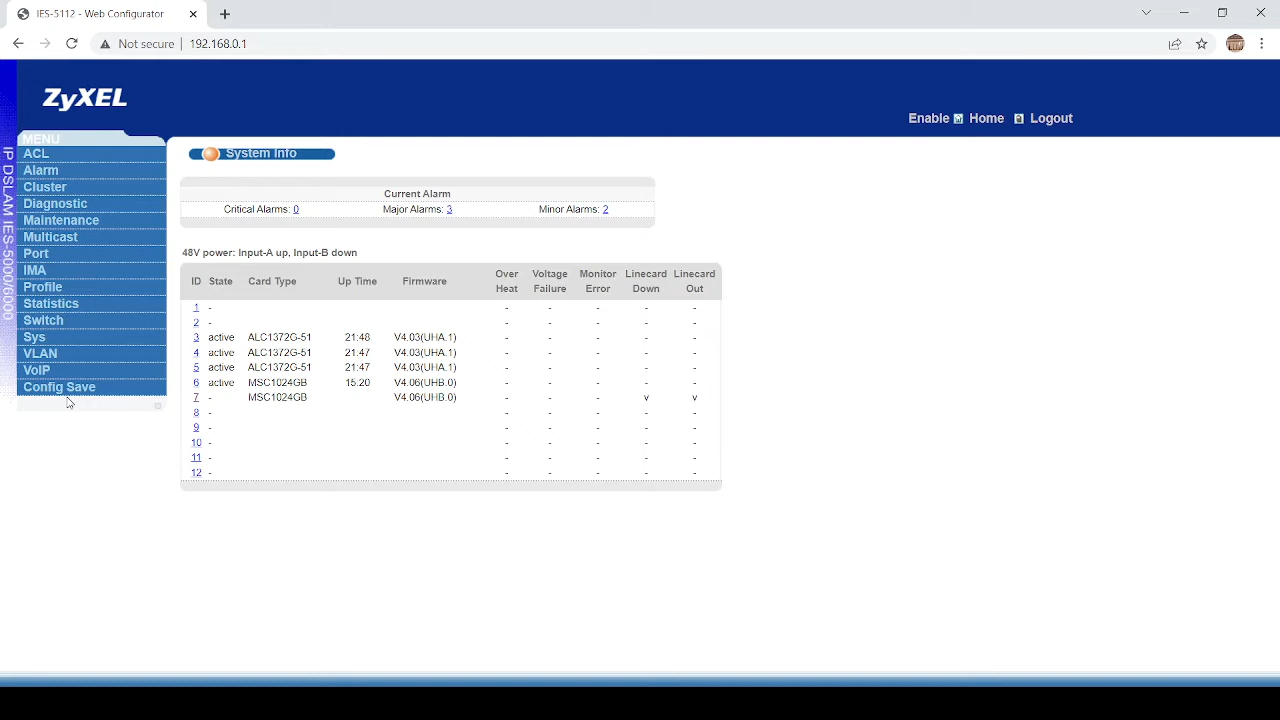 IES-5112 - Web Configurator
Not secure 192.168.0.1
ZyXEL
Enable Home Logout
IP DSLAM IES-5000/6000
MENU
ACL
Alarm
Cluster
Diagnostic
Maintenance
Multicast
Port
IMA
Profile
Statistics
Switch
Sys
VLAN
VoIP
Config Save
System Info
Current Alarm
Critical Alarms: 0 Major Alarms: 3 Minor Alarms: 2
48V power: Input-A up, Input-B down
ID State Card Type Up Time Firmware Over Heat Voltage Failure Monitor Error Linecard Down Linecard Out
1 - - - - - -
2 - - - - - -
3 active ALC1372G-51 21:48 V4.03(UHA.1) - - - - -
4 active ALC1372G-51 21:47 V4.03(UHA.1) - - - - -
5 active ALC1372G-51 21:47 V4.03(UHA.1) - - - - -
6 active MSC1024GB 15:20 V4.06(UHB.0) - - - - -
7 - MSC1024GB V4.06(UHB.0) - - - v v
8 - - - - - -
9 - - - - - -
10 - - - - - -
11 - - - - - -
12 - - - - - -